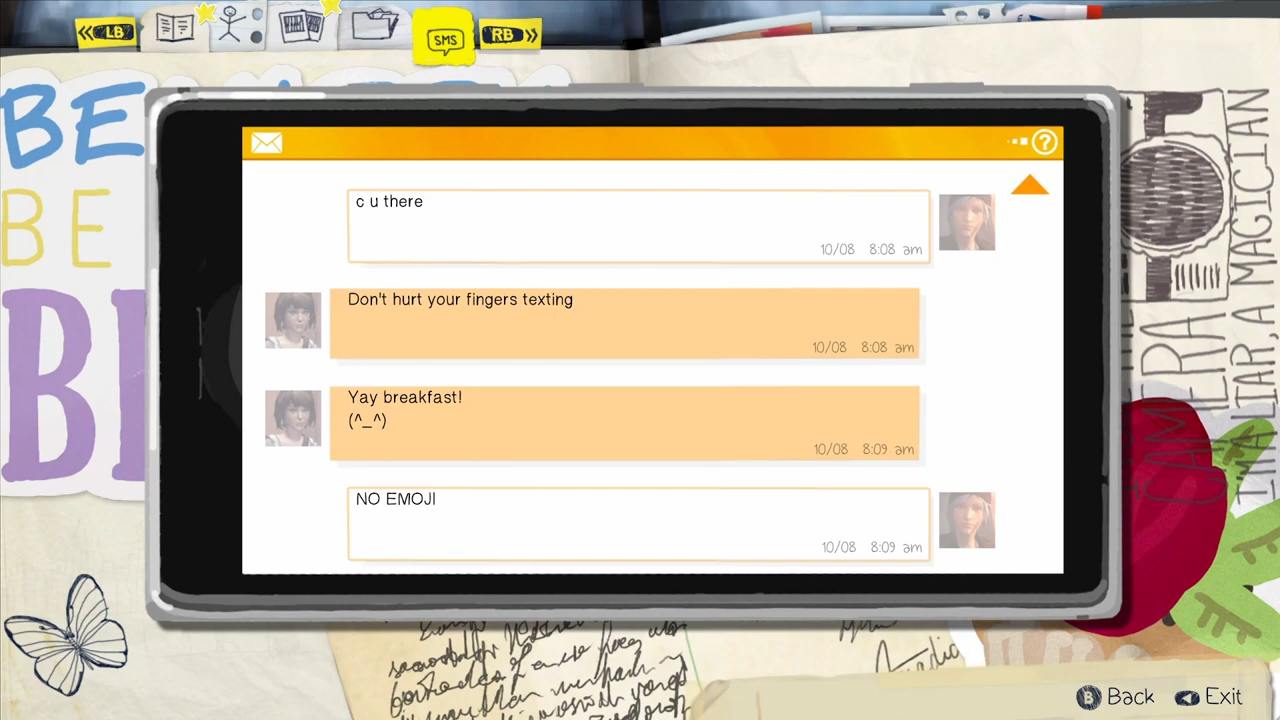 LB
SMS
RB
BE
BE
c u there
10/08 8:08 am
Don't hurt your fingers texting
10/08 8:08 am
Yay breakfast!
(^_^)
10/08 8:09 am
NO EMOJI
10/08 8:09 am
CAMERA
I'M A LIAR, A MAGICIAN
B Back
Exit